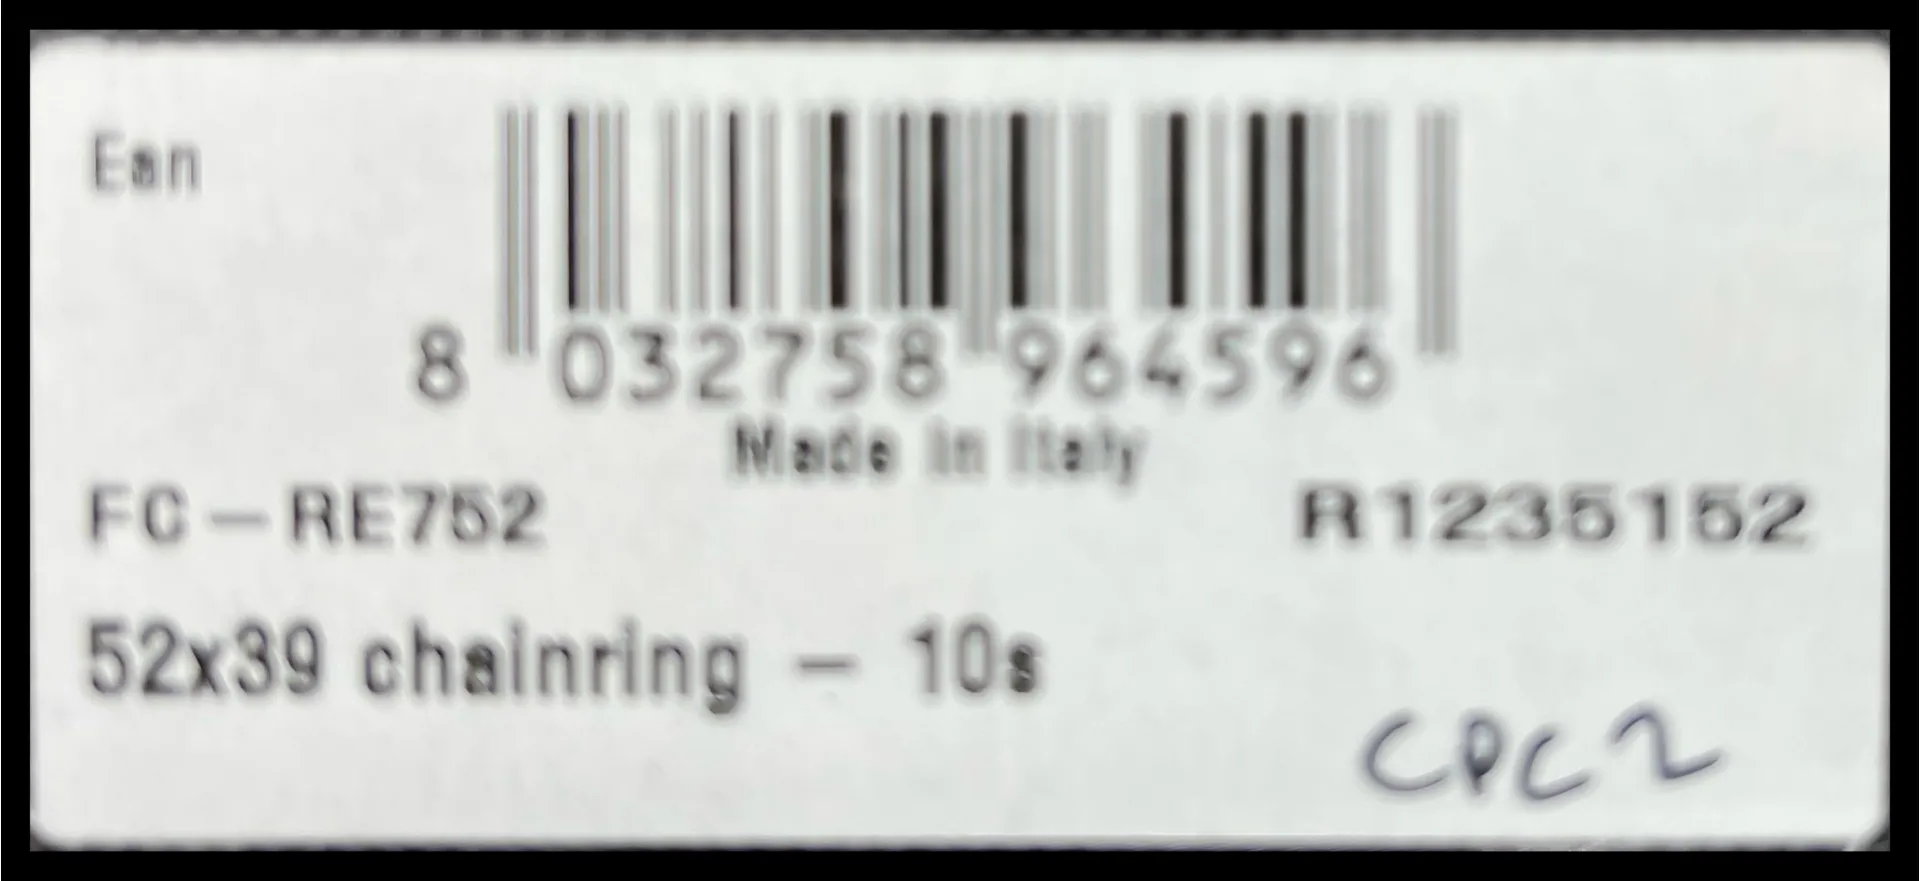 Ean
8 032758 964596
Made in Italy
FC-RE752 R1235152
52x39 chainring - 10s
CPC2